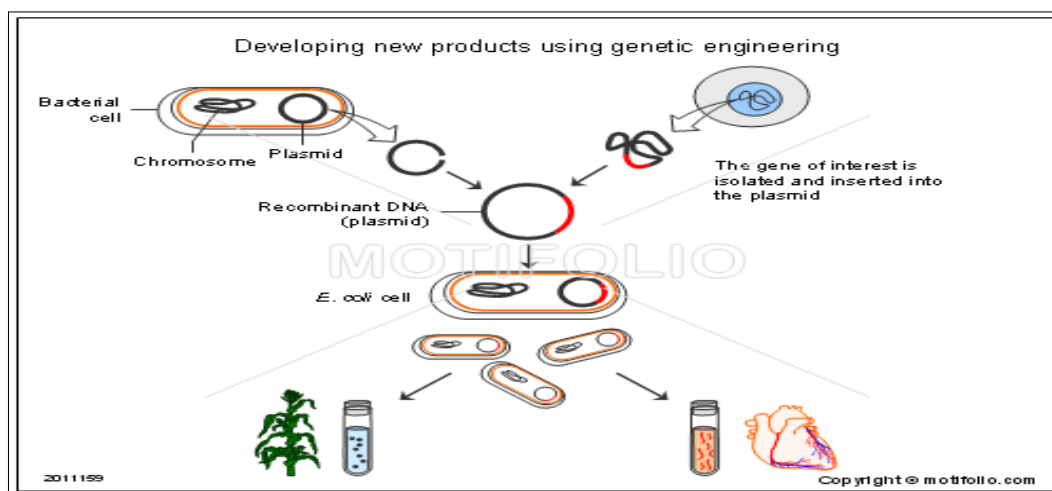 Developing new products using genetic engineering
Bacterial
cell
Chromosome
Plasmid
The gene of interest is
isolated and inserted into
the plasmid
Recombinant DNA
(plasmid)
MOTIFOLIO
E. coli cell
2011159
Copyright © motifolio.com